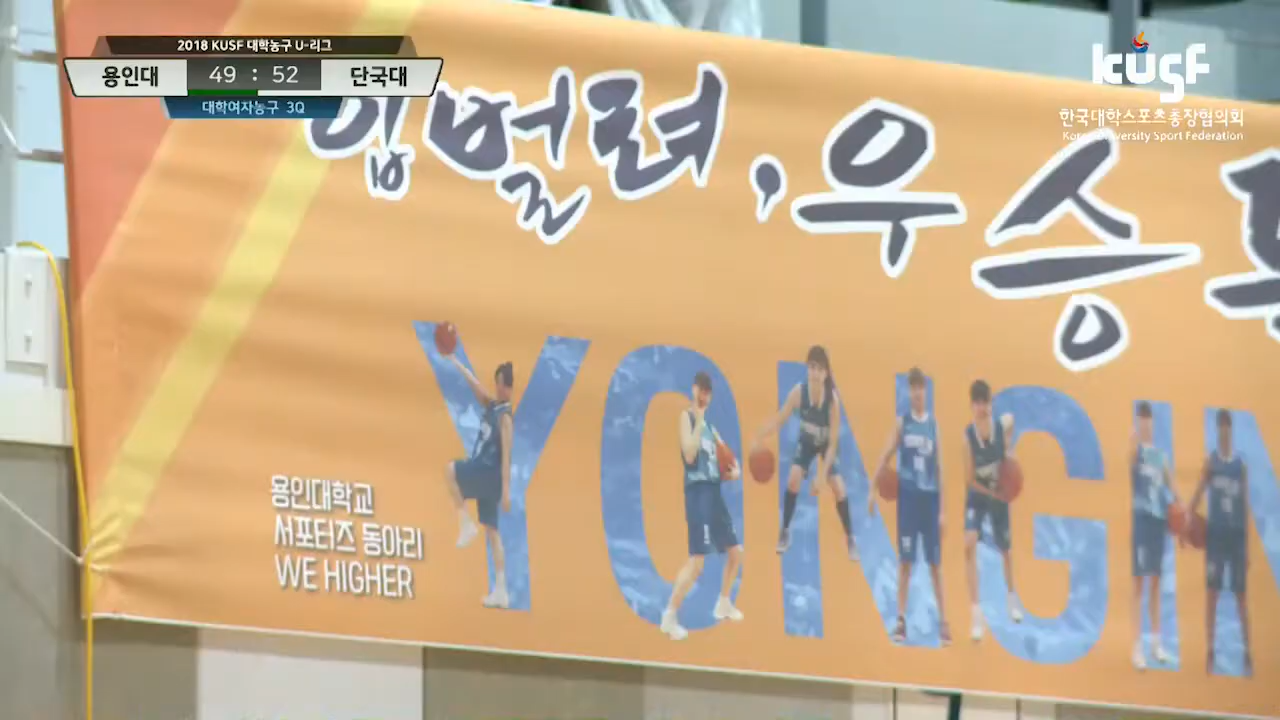 2018 KUSF 대학농구 U-리그
용인대 49 : 52 단국대
대학여자농구 3Q
KUSF
한국대학스포츠총장협의회
Korea University Sport Federation
벌려, 우승
YONGIN
용인대학교
서포터즈 동아리
WE HIGHER